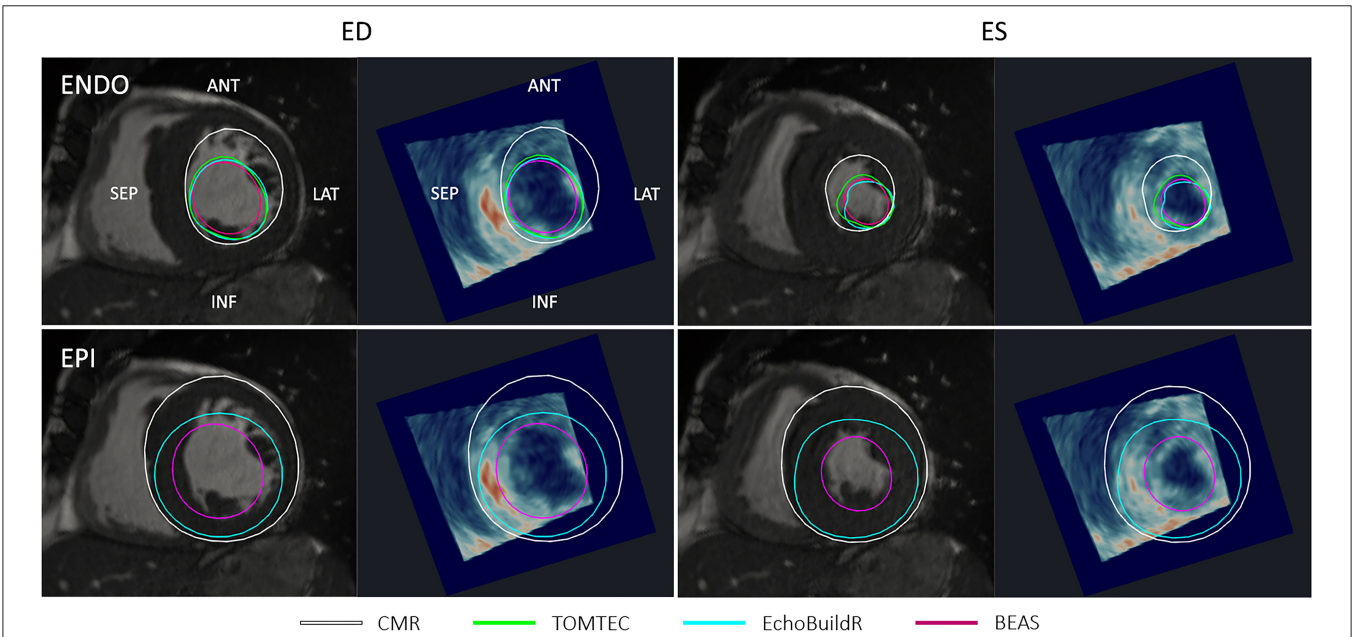 ED ES
ENDO
ANT ANT
SEP LAT SEP LAT
INF INF
EPI
CMR TOMTEC EchoBuildR BEAS